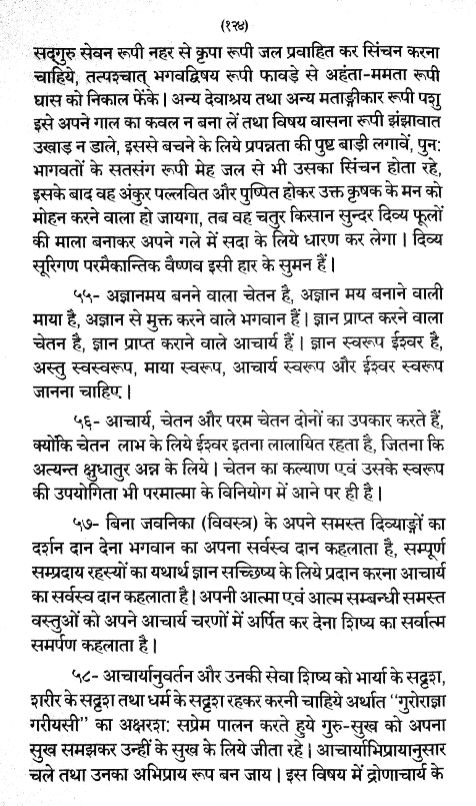 (१२४)
सद्गुरु सेवन रूपी नहर से कृपा रूपी जल प्रवाहित कर सिंचन करना
चाहिये, तत्पश्चात् भगवद्विषय रूपी फावड़े से अहंता-ममता रूपी
घास को निकाल फेंके। अन्य देवाश्रय तथा अन्य मताङ्गीकार रूपी पशु
इसे अपने गाल का कवल न बना लें तथा विषय वासना रूपी झंझावात
उखाड़ न डाले, इससे बचने के लिये प्रपन्नता की पुष्ट बाड़ी लगावें, पुन:
भागवतों के सतसंग रूपी मेह जल से भी उसका सिंचन होता रहे,
इसके बाद वह अंकुर पल्लवित और पुष्पित होकर उक्त कृषक के मन को
मोहन करने वाला हो जायगा, तब वह चतुर किसान सुन्दर दिव्य फूलों
की माला बनाकर अपने गले में सदा के लिये धारण कर लेगा। दिव्य
सूरिगण परमैकान्तिक वैष्णव इसी हार के सुमन हैं।
५५- अज्ञानमय बनने वाला चेतन है, अज्ञान मय बनाने वाली
माया है, अज्ञान से मुक्त करने वाले भगवान हैं। ज्ञान प्राप्त करने वाला
चेतन है, ज्ञान प्राप्त कराने वाले आचार्य हैं। ज्ञान स्वरूप ईश्वर है,
अस्तु स्वस्वरूप, माया स्वरूप, आचार्य स्वरूप और ईश्वर स्वरूप
जानना चाहिए।
५६- आचार्य, चेतन और परम चेतन दोनों का उपकार करते हैं,
क्योंकि चेतन लाभ के लिये ईश्वर इतना लालायित रहता है, जितना कि
अत्यन्त क्षुधातुर अन्न के लिये। चेतन का कल्याण एवं उसके स्वरूप
की उपयोगिता भी परमात्मा के विनियोग में आने पर ही है।
५७- बिना जवनिका (विवस्त्र) के अपने समस्त दिव्याङ्गों का
दर्शन दान देना भगवान का अपना सर्वस्व दान कहलाता है, सम्पूर्ण
सम्प्रदाय रहस्यों का यथार्थ ज्ञान सच्छिष्य के लिये प्रदान करना आचार्य
का सर्वस्व दान कहलाता है। अपनी आत्मा एवं आत्म सम्बन्धी समस्त
वस्तुओं को अपने आचार्य चरणों में अर्पित कर देना शिष्य का सर्वात्म
समर्पण कहलाता है।
५८- आचार्यानुवर्तन और उनकी सेवा शिष्य को भार्या के सदृश,
शरीर के सदृश तथा धर्म के सदृश रहकर करनी चाहिये अर्थात "गुरोराज्ञा
गरीयसी" का अक्षरश: सप्रेम पालन करते हुये गुरु-सुख को अपना
सुख समझकर उन्हीं के सुख के लिये जीता रहे। आचार्याभिप्रायानुसार
चले तथा उनका अभिप्राय रूप बन जाय। इस विषय में द्रोणाचार्य के